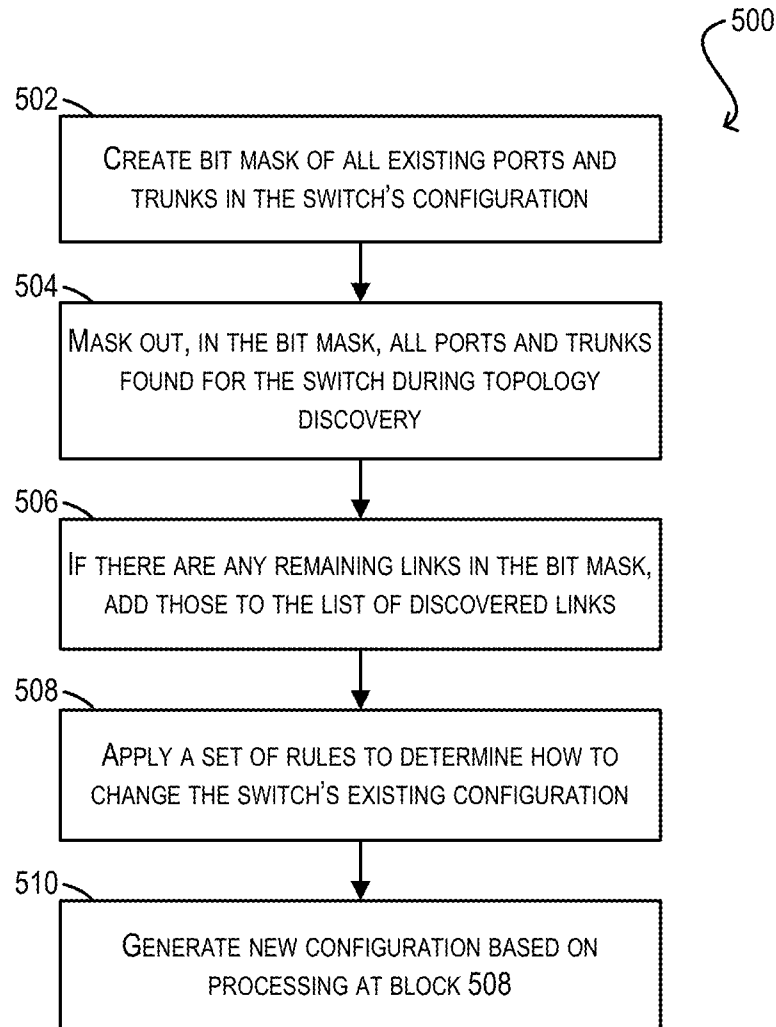 500
502
CREATE BIT MASK OF ALL EXISTING PORTS AND
TRUNKS IN THE SWITCH'S CONFIGURATION
504
MASK OUT, IN THE BIT MASK, ALL PORTS AND TRUNKS
FOUND FOR THE SWITCH DURING TOPOLOGY
DISCOVERY
506
IF THERE ARE ANY REMAINING LINKS IN THE BIT MASK,
ADD THOSE TO THE LIST OF DISCOVERED LINKS
508
APPLY A SET OF RULES TO DETERMINE HOW TO
CHANGE THE SWITCH'S EXISTING CONFIGURATION
510
GENERATE NEW CONFIGURATION BASED ON
PROCESSING AT BLOCK 508